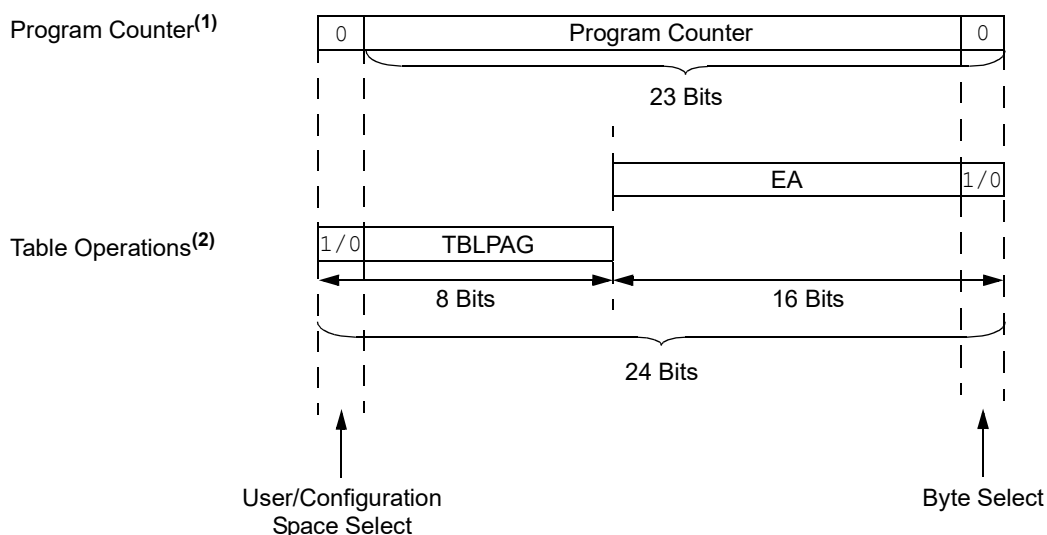 Program Counter(1) 0 Program Counter 0
23 Bits
EA 1/0
Table Operations(2) 1/0 TBLPAG
8 Bits 16 Bits
24 Bits
User/Configuration
Space Select
Byte Select